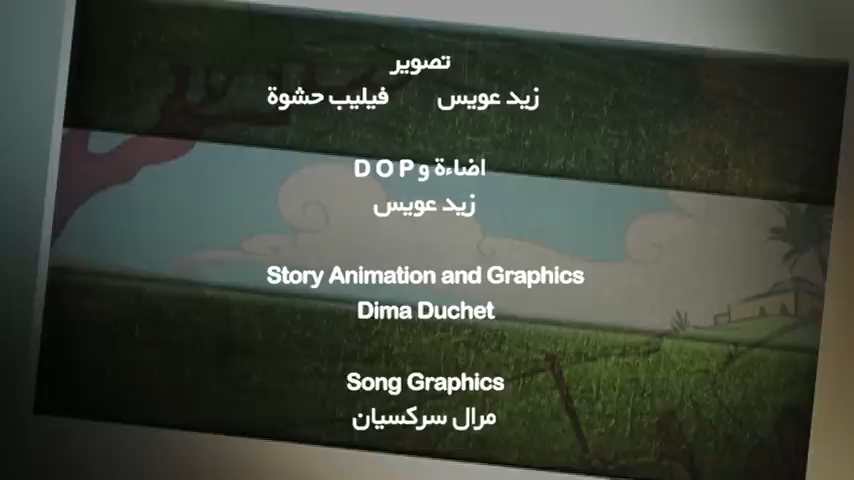 تصوير
زيد عويس فيليب حشوة
اضاءة و D O P
زيد عويس
Story Animation and Graphics
Dima Duchet
Song Graphics
مرال سركسيان